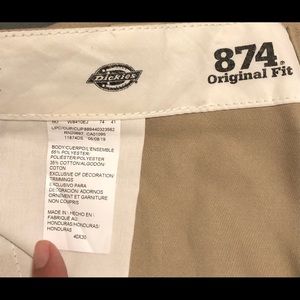 Dickies
874®
Original Fit
BODY/CUERPO/L'ENSEMBLE
65% POLYESTER/
POLIESTER/POLYESTER
35% COTTON/ALGODON/
COTON
EXCLUSIVE OF DECORATION/
TRIMMINGS
EXCLUSIVO DE
DECORACION ADORNOS
ORNEMENT ET GARNITURE
NON COMPRIS
MADE IN / HECHO EN /
FABRIQUE AU
HONDURAS/HONDURAS/
HONDURAS
40X30